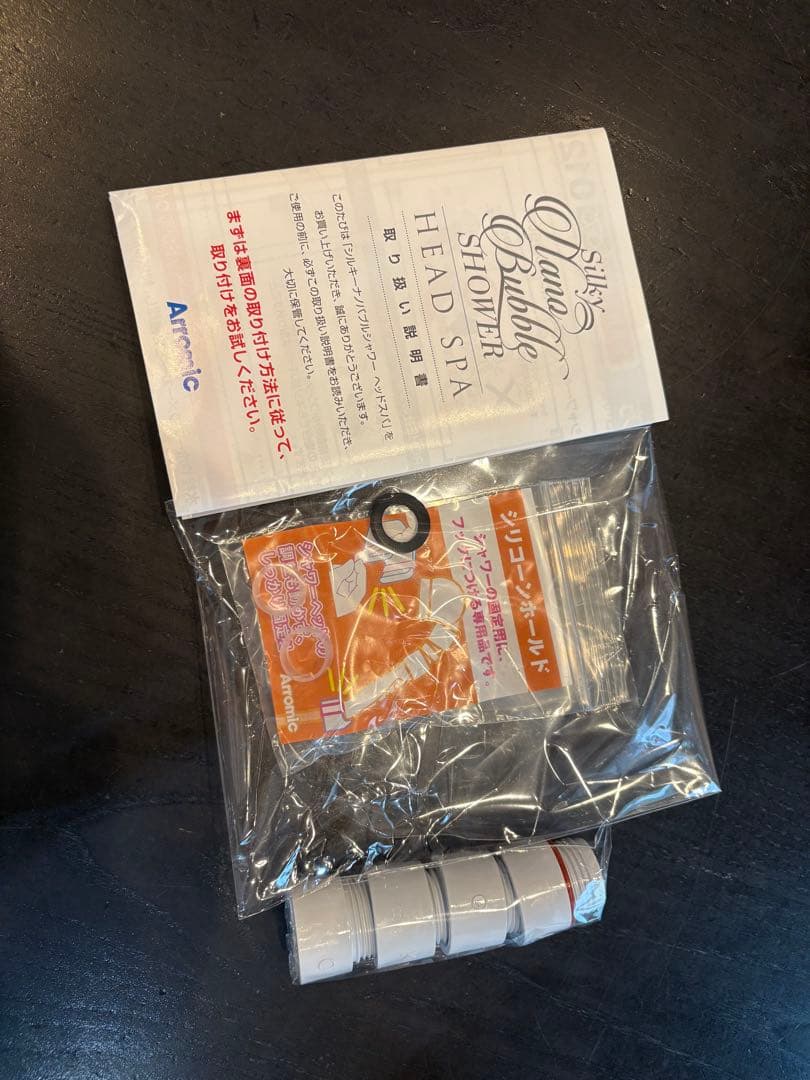 Silky
Nano
Bubble
SHOWER
HEAD SPA
取り扱い説明書
このたびは「シルキーナノバブルシャワー ヘッドスパ」を
お買い上げいただき、誠にありがとうございます。
ご使用の前に、必ずこの取り扱い説明書をお読みいただき、
大切に保管してください。
まずは裏面の取り付け方法に従って、
取り付けをお試しください。
Arromic
シリコーンホールド
シャワーの固定用に、
フックにつける専用品です。
シャワーヘッドの
Arromic
C
K
G